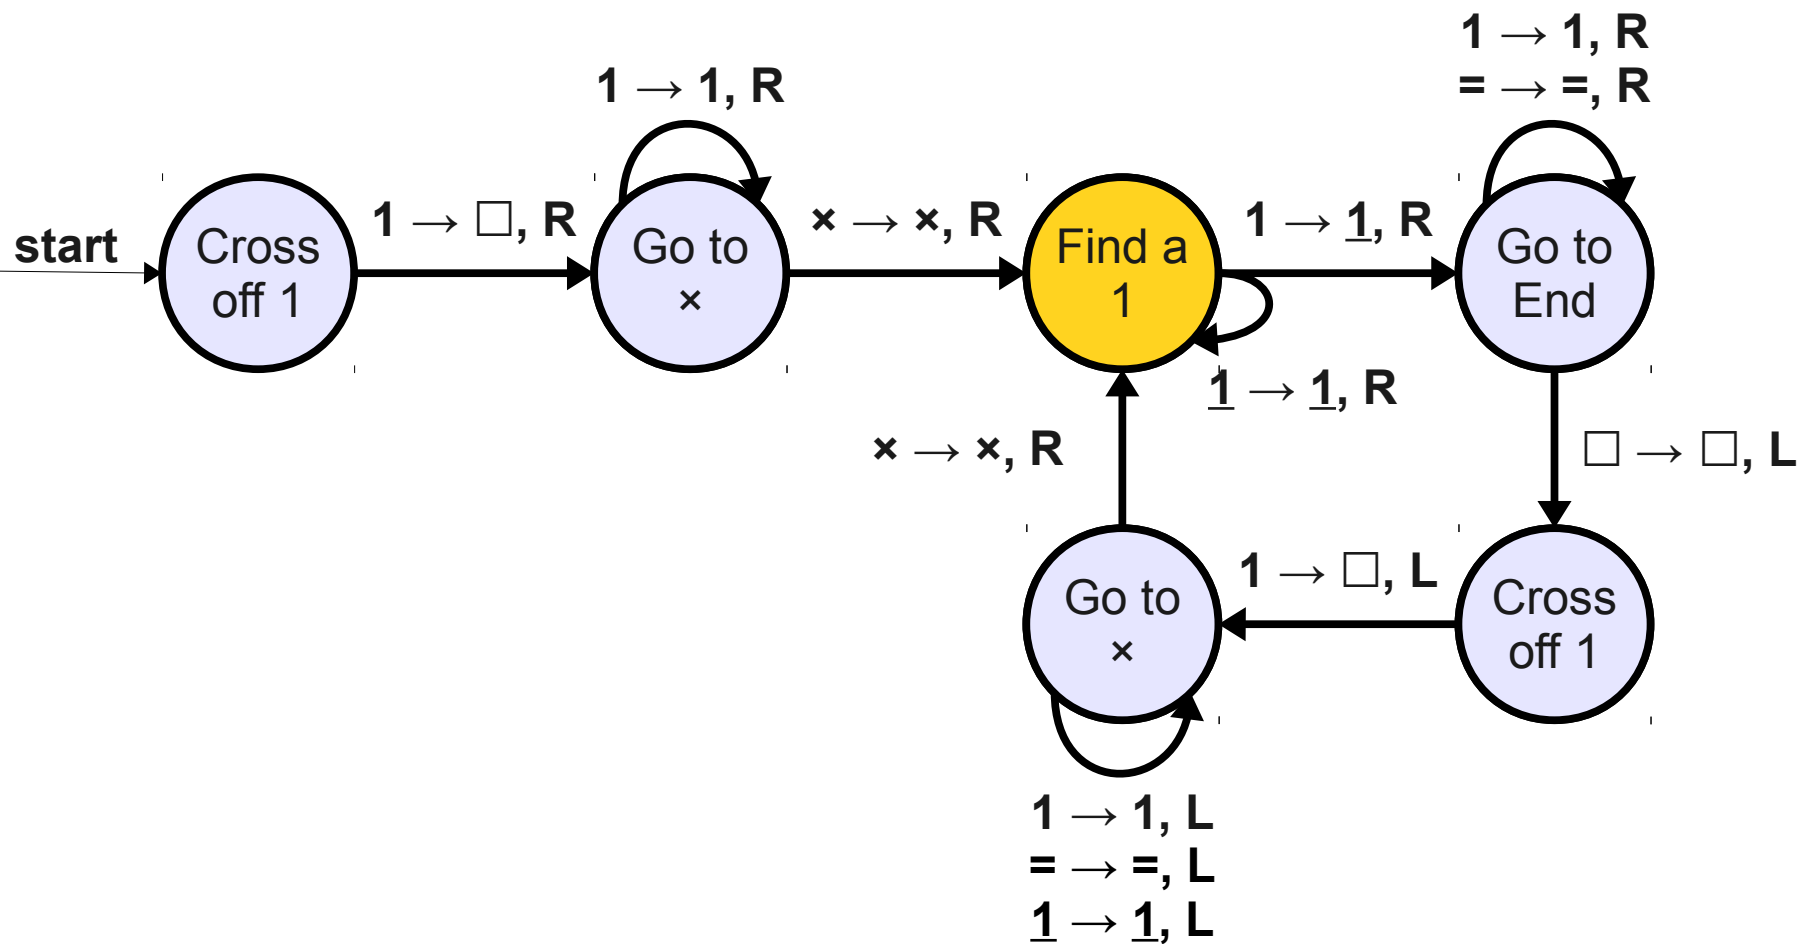 1 → 1, R
= → =, R
1 → 1, R
start
Cross
off 1
1 → □, R
Go to
×
× → ×, R
Find a
1
1 → 1, R
Go to
End
1 → 1, R
× → ×, R
□ → □, L
Go to
×
1 → □, L
Cross
off 1
1 → 1, L
= → =, L
1 → 1, L